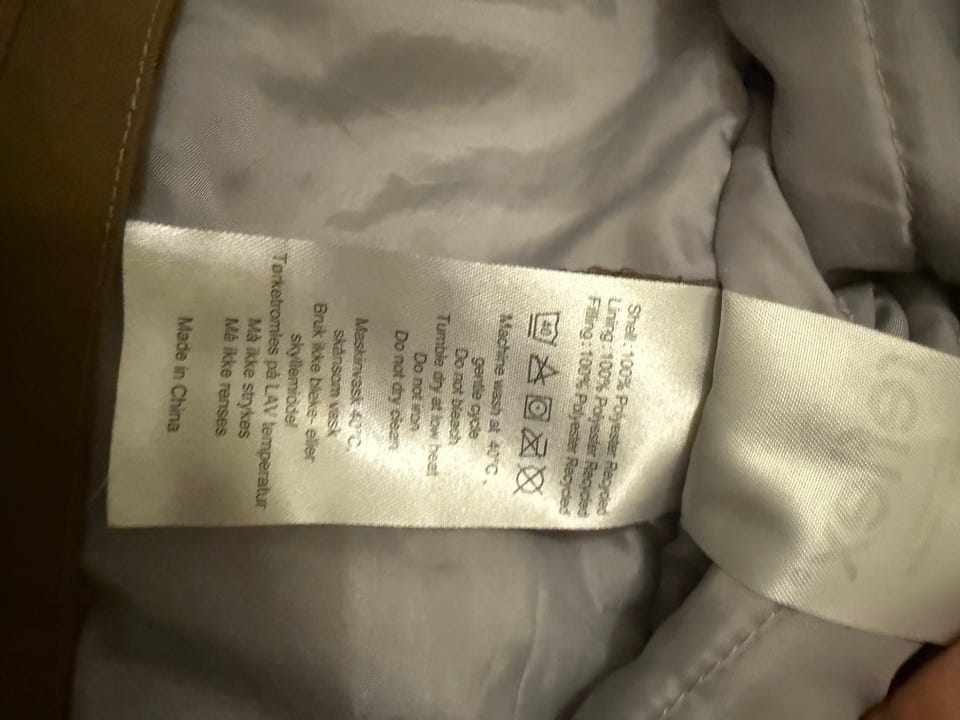 Shell : 100% Polyester Recycled
Lining : 100% Polyester Recycled
Filling : 100% Polyester Recycled
40
Machine wash at 40°C,
gentle cycle
Do not bleach
Tumble dry at low heat
Do not iron
Do not dry clean
Maskinvask 40°C,
skånsom vask
Bruk ikke bleke- eller
skyllemiddel
Tørketromles på LAV temperatur
Må ikke strykes
Må ikke renses
Made in China